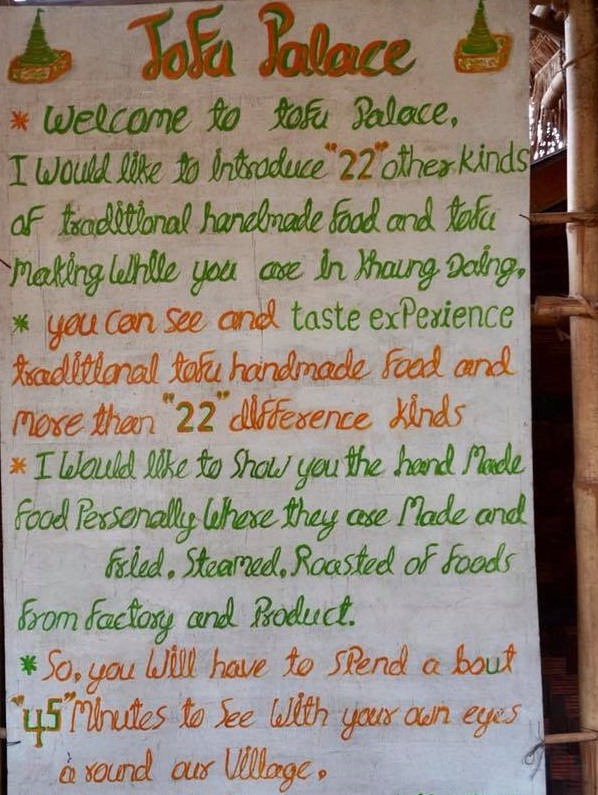 Tofu Palace
* Welcome to tofu Palace,
I Would like to introduce "22" other kinds
of traditional handmade food and tofu
making While you are in Khaung Daing.
* you can see and taste exPerience
traditional tofu handmade food and
more than "22" difference kinds
* I Would like to Show you the hand Made
food Personally Where they are Made and
fried, Steamed, Roasted of foods
from factory and Product.
* So, you Will have to SPend a bout
"45" Minutes to See With your own eyes
a round our Village.